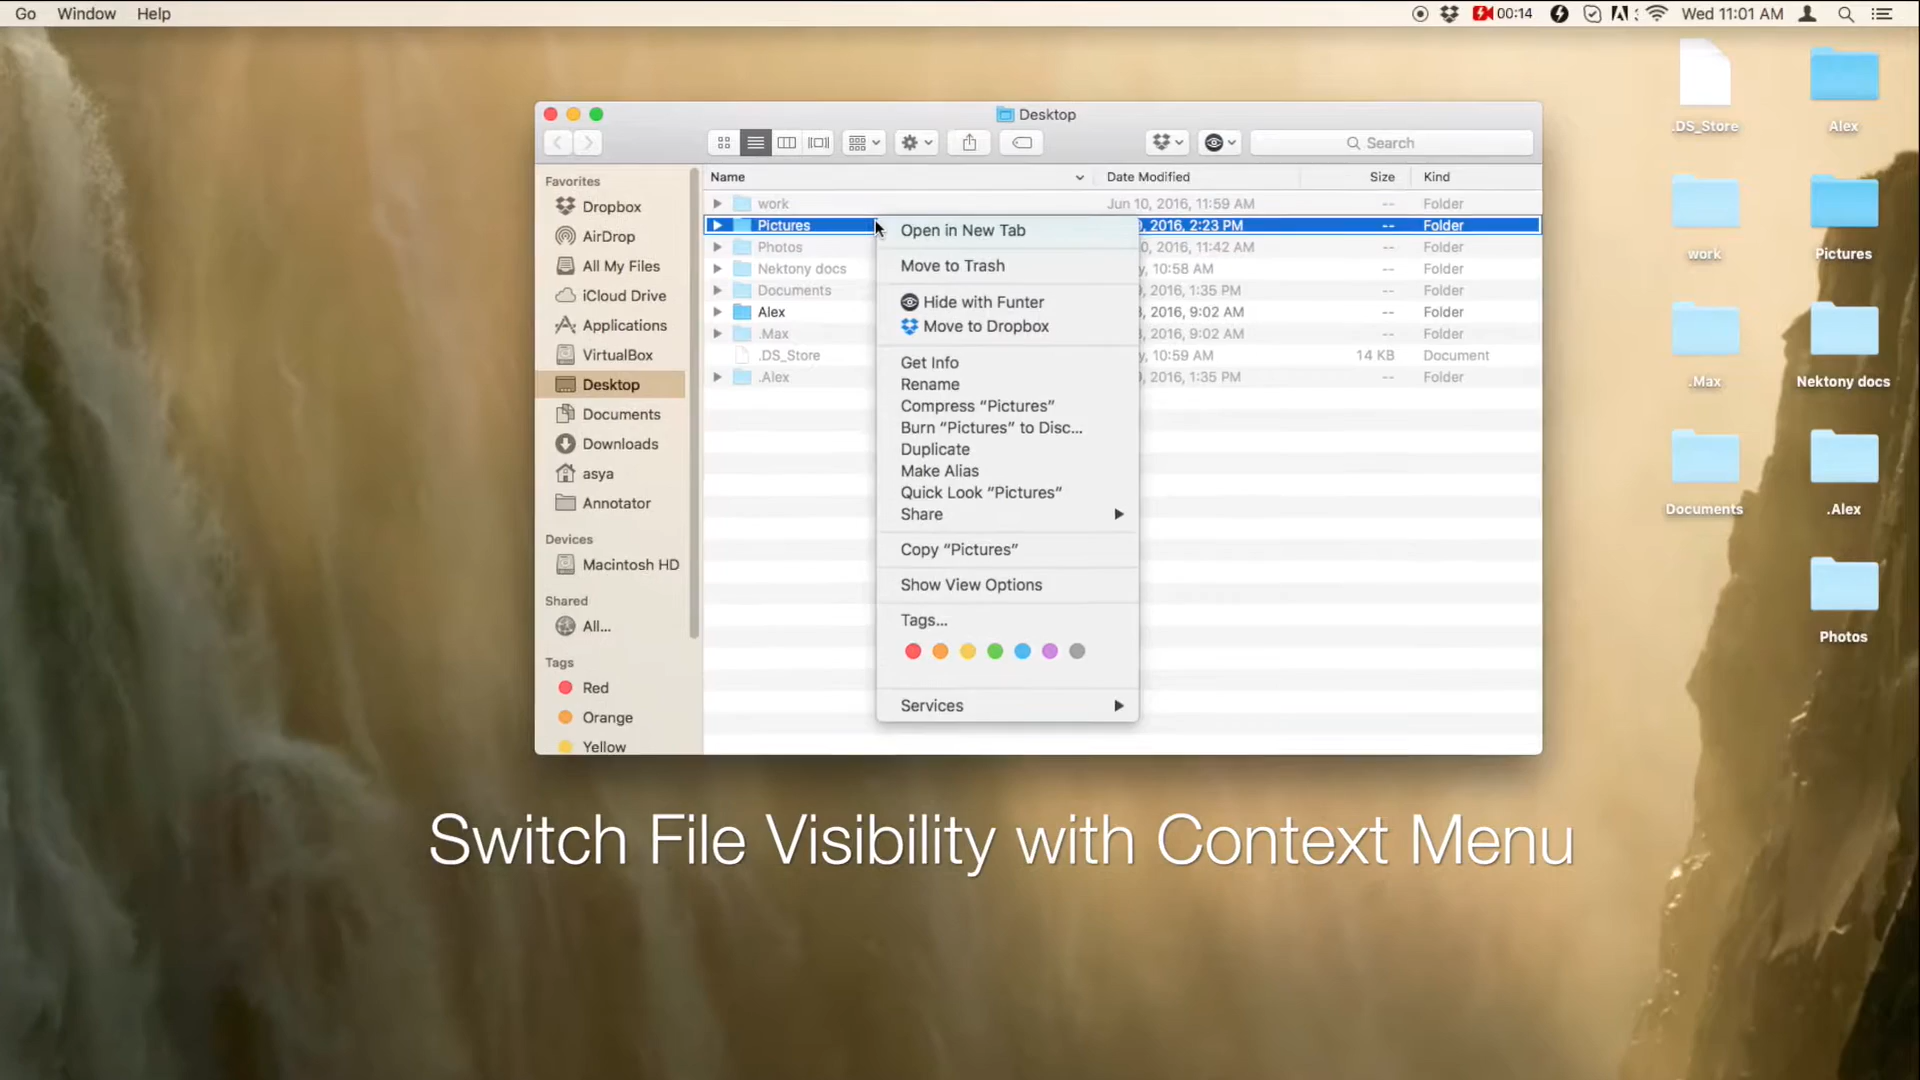 Go Window Help 00:14 Wed 11:01 AM
Desktop
Search
Favorites
Dropbox
AirDrop
All My Files
iCloud Drive
Applications
VirtualBox
Desktop
Documents
Downloads
asya
Annotator
Devices
Macintosh HD
Shared
All...
Tags
Red
Orange
Yellow
Name Date Modified Size Kind
work Jun 10, 2016, 11:59 AM -- Folder
Pictures , 2016, 2:23 PM -- Folder
Photos 0, 2016, 11:42 AM -- Folder
Nektony docs y, 10:58 AM -- Folder
Documents 9, 2016, 1:35 PM -- Folder
Alex 3, 2016, 9:02 AM -- Folder
.Max 3, 2016, 9:02 AM -- Folder
.DS_Store y, 10:59 AM 14 KB Document
.Alex 9, 2016, 1:35 PM -- Folder
Open in New Tab
Move to Trash
Hide with Funter
Move to Dropbox
Get Info
Rename
Compress “Pictures”
Burn “Pictures” to Disc...
Duplicate
Make Alias
Quick Look “Pictures”
Share
Copy “Pictures”
Show View Options
Tags...
Services
.DS_Store Alex
work Pictures
.Max Nektony docs
Documents .Alex
Photos
Switch File Visibility with Context Menu